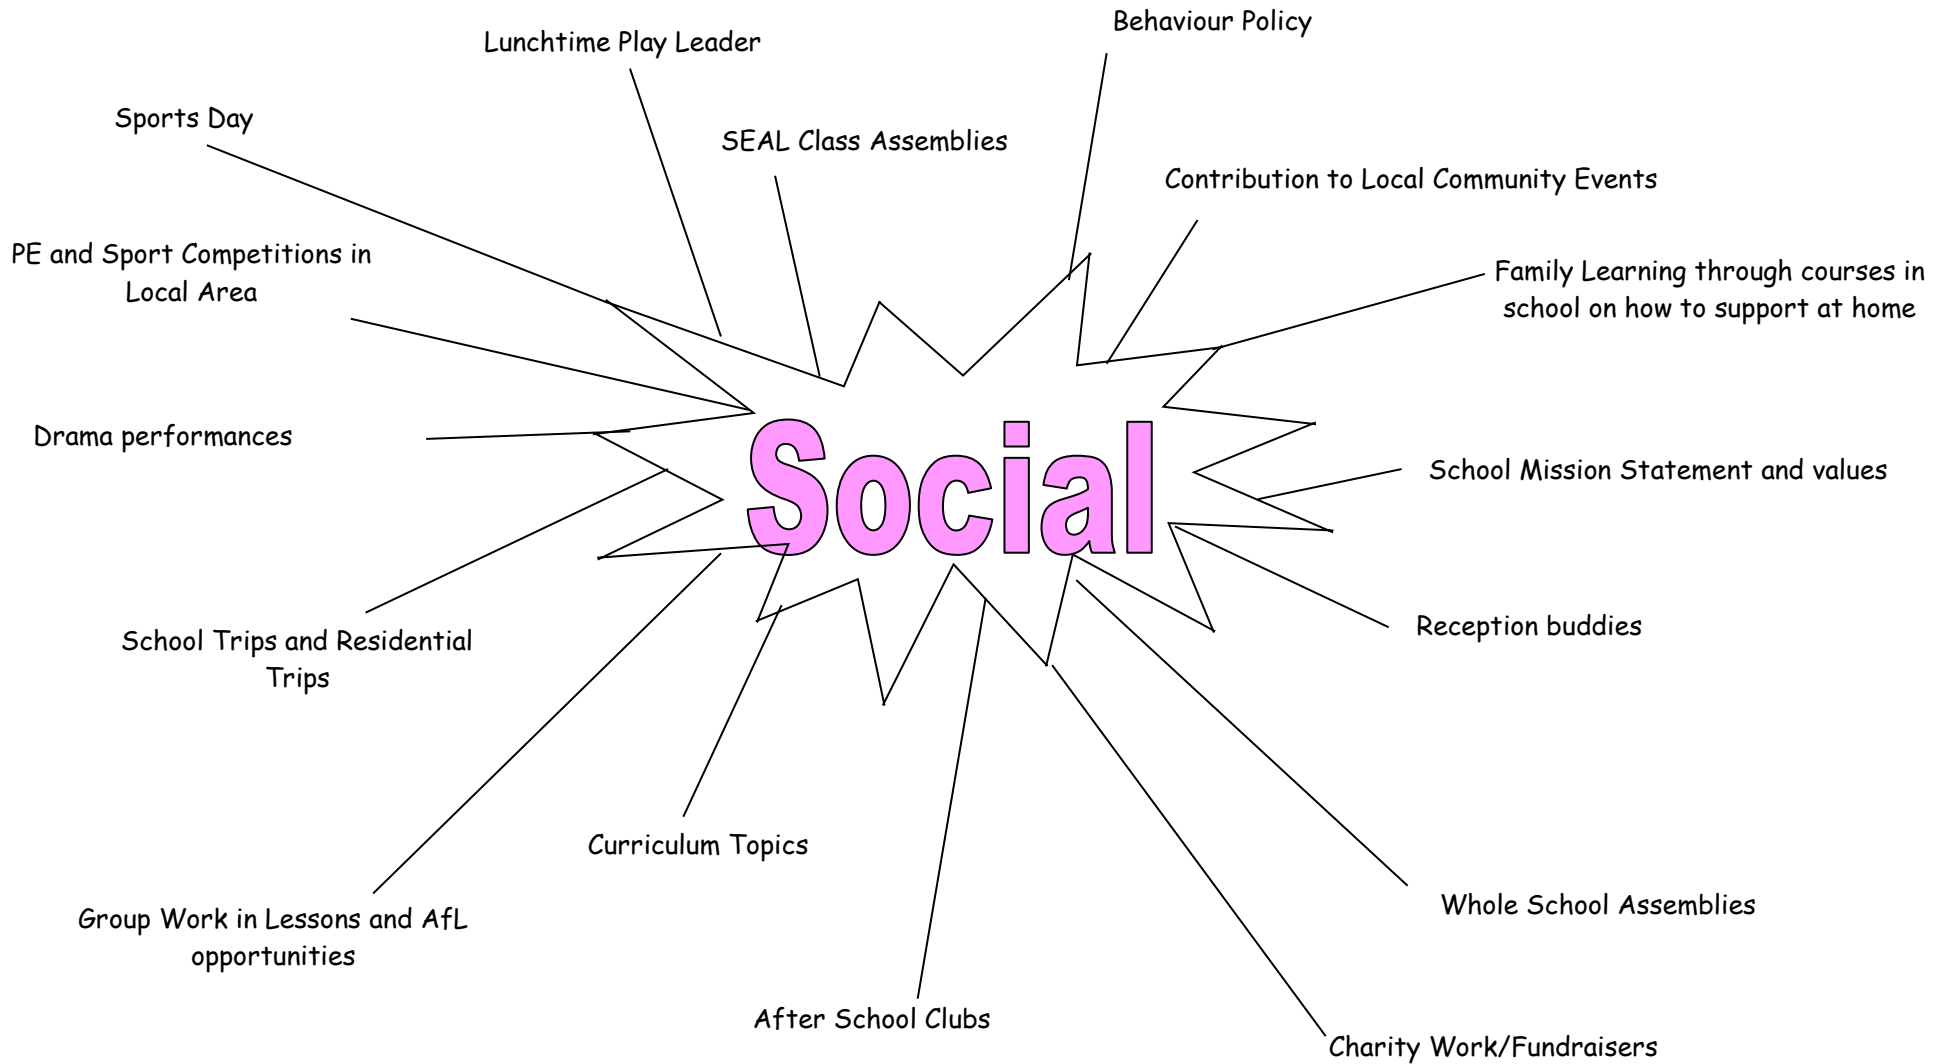 Behaviour Policy
Lunchtime Play Leader
Sports Day
SEAL Class Assemblies
Contribution to Local Community Events
PE and Sport Competitions in
Local Area
Family Learning through courses in
school on how to support at home
Drama performances
Social
School Mission Statement and values
School Trips and Residential
Trips
Reception buddies
Curriculum Topics
Group Work in Lessons and AfL
opportunities
Whole School Assemblies
After School Clubs
Charity Work/Fundraisers